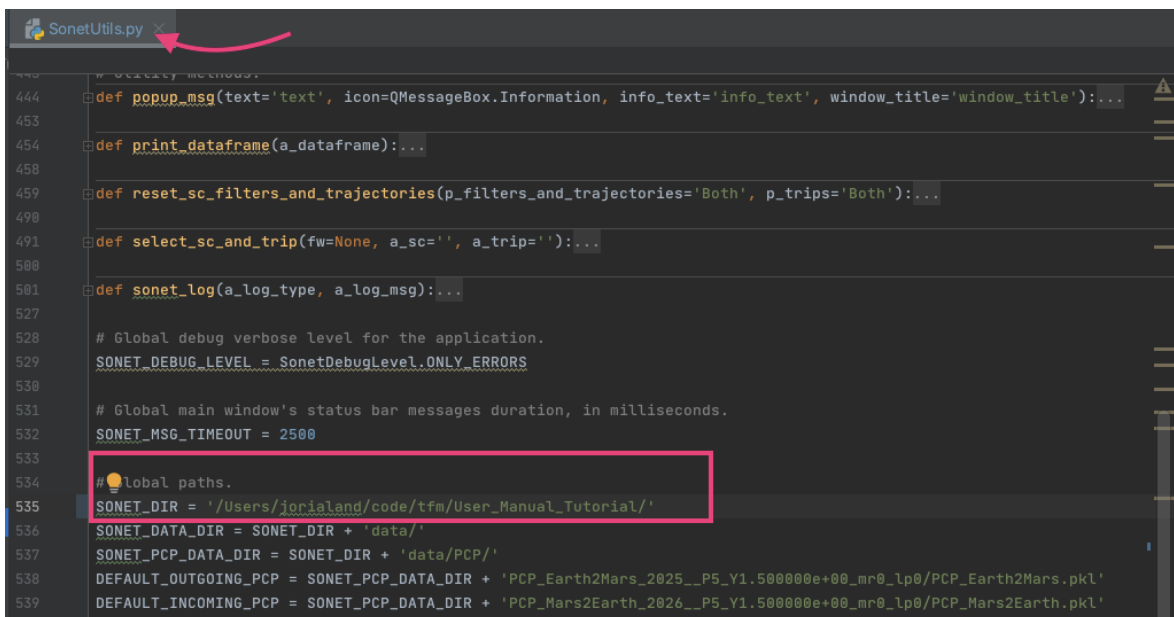 SonetUtils.py
443 # Utility methods.
444 def popup_msg(text='text', icon=QMessageBox.Information, info_text='info_text', window_title='window_title'):...
453
454 def print_dataframe(a_dataframe):...
458
459 def reset_sc_filters_and_trajectories(p_filters_and_trajectories='Both', p_trips='Both'):...
490
491 def select_sc_and_trip(fw=None, a_sc='', a_trip=''):...
500
501 def sonet_log(a_log_type, a_log_msg):...
527
528 # Global debug verbose level for the application.
529 SONET_DEBUG_LEVEL = SonetDebugLevel.ONLY_ERRORS
530
531 # Global main window's status bar messages duration, in milliseconds.
532 SONET_MSG_TIMEOUT = 2500
533
534 # lobal paths.
535 SONET_DIR = '/Users/jorialand/code/tfm/User_Manual_Tutorial/'
536 SONET_DATA_DIR = SONET_DIR + 'data/'
537 SONET_PCP_DATA_DIR = SONET_DIR + 'data/PCP/'
538 DEFAULT_OUTGOING_PCP = SONET_PCP_DATA_DIR + 'PCP_Earth2Mars_2025__P5_Y1.500000e+00_mr0_lp0/PCP_Earth2Mars.pkl'
539 DEFAULT_INCOMING_PCP = SONET_PCP_DATA_DIR + 'PCP_Mars2Earth_2026__P5_Y1.500000e+00_mr0_lp0/PCP_Mars2Earth.pkl'